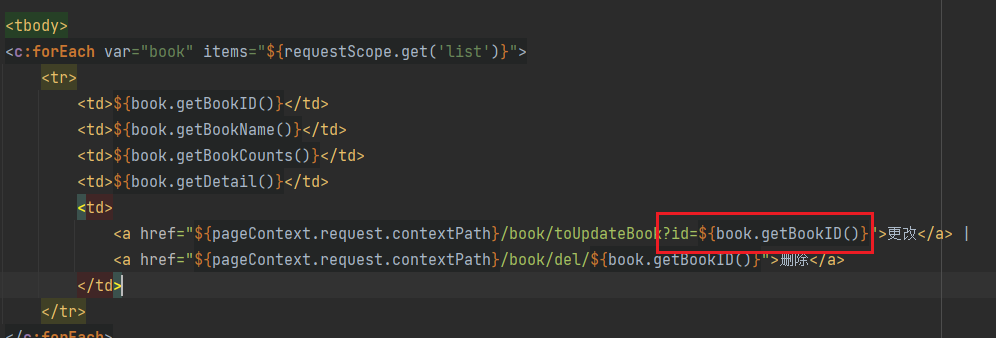 <tbody>
<c:forEach var="book" items="${requestScope.get('list')}">
<tr>
<td>${book.getBookID()}</td>
<td>${book.getBookName()}</td>
<td>${book.getBookCounts()}</td>
<td>${book.getDetail()}</td>
<td>
<a href="${pageContext.request.contextPath}/book/toUpdateBook?id=${book.getBookID()}">更改</a> |
<a href="${pageContext.request.contextPath}/book/del/${book.getBookID()}">删除</a>
</td>
</tr>
</c:forEach>